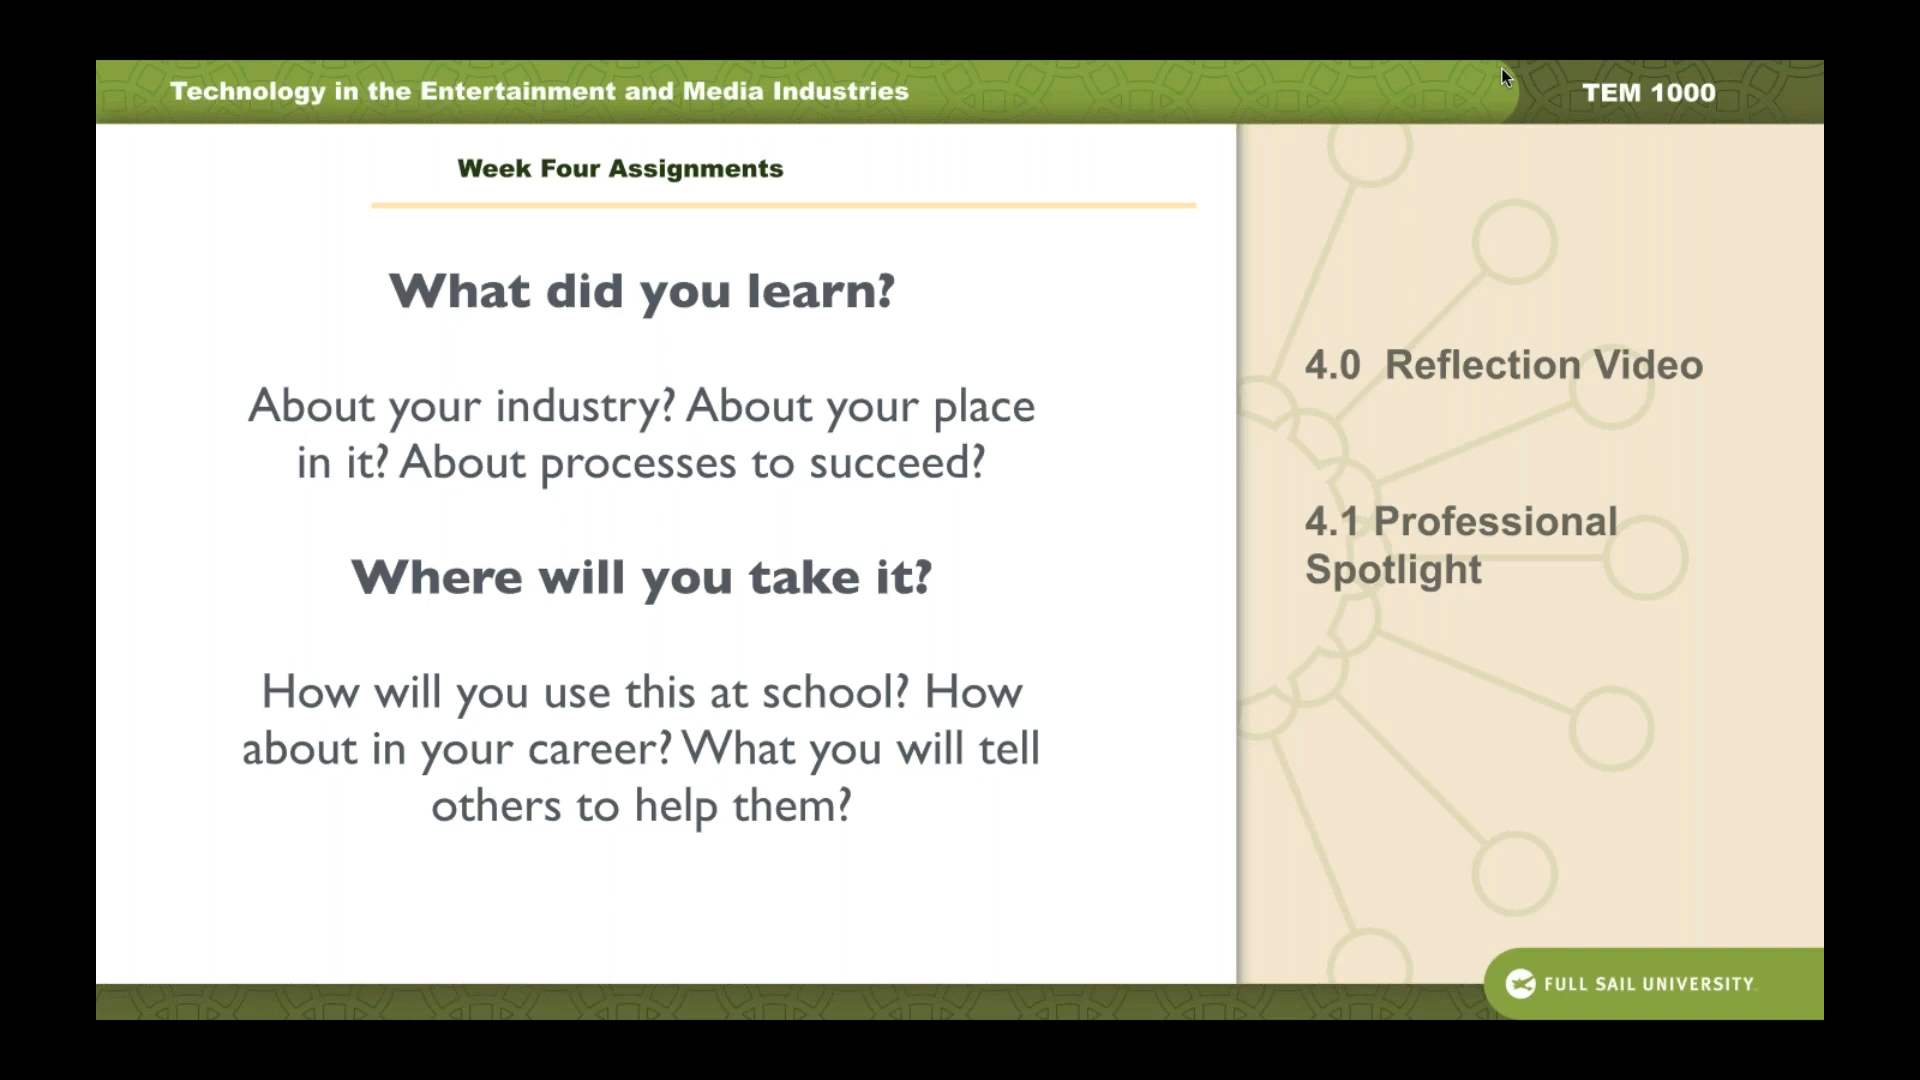 Technology in the Entertainment and Media Industries
TEM 1000
Week Four Assignments
What did you learn?
About your industry? About your place
in it? About processes to succeed?
Where will you take it?
How will you use this at school? How
about in your career? What you will tell
others to help them?
4.0 Reflection Video
4.1 Professional
Spotlight
FULL SAIL UNIVERSITY